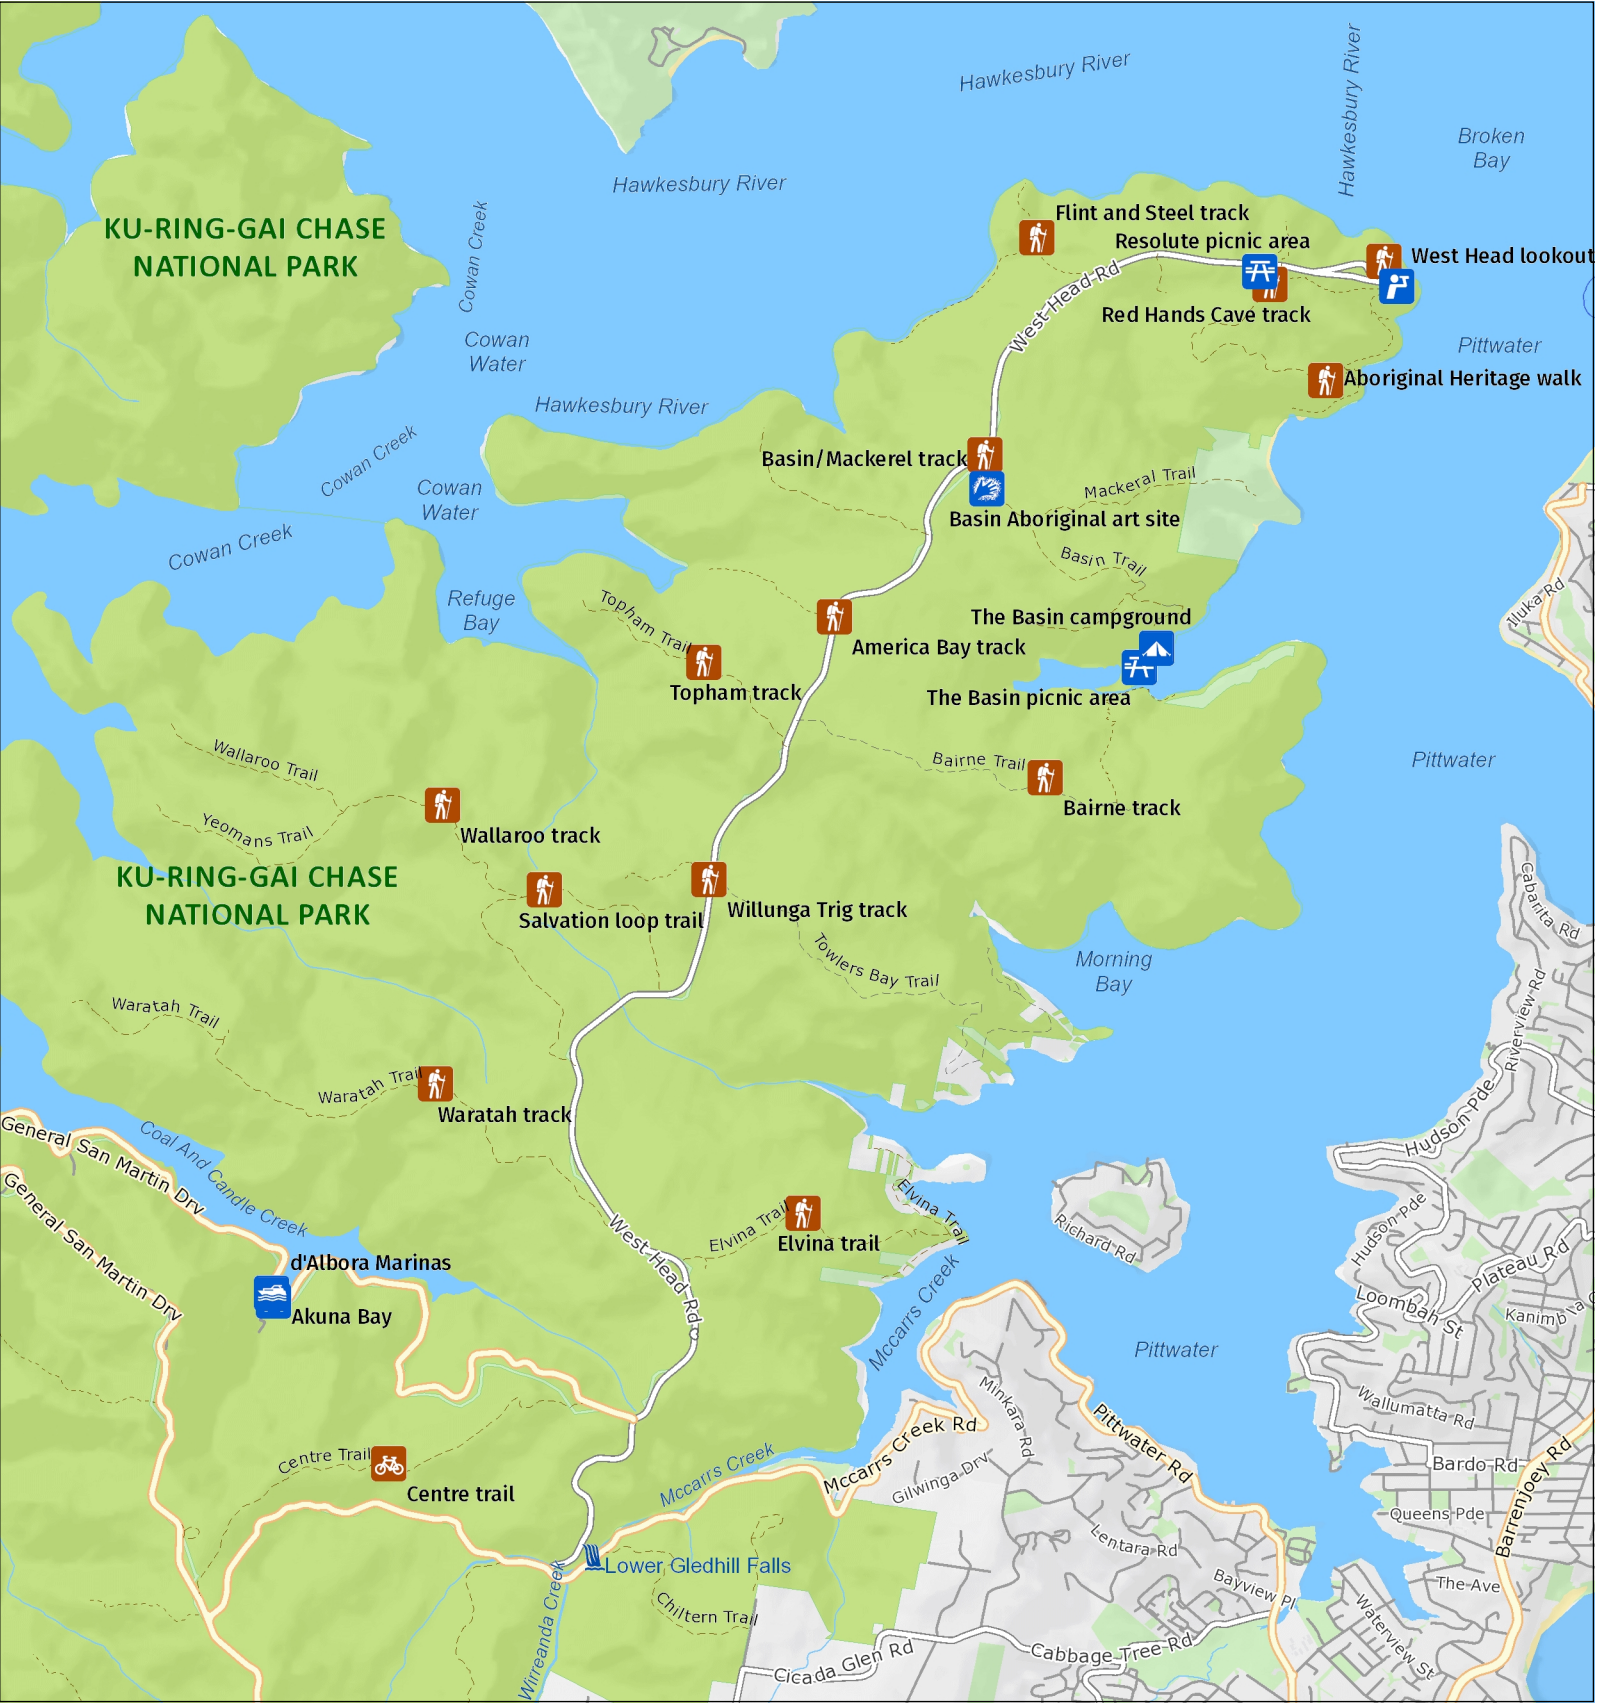 Hawkesbury River
Hawkesbury River
Broken
Bay
Hawkesbury River
KU-RING-GAI CHASE
NATIONAL PARK
Cowan Creek
Flint and Steel track
Resolute picnic area
West Head lookout
West Head Rd
Red Hands Cave track
Cowan
Water
Pittwater
Aboriginal Heritage walk
Hawkesbury River
Cowan Creek
Basin/Mackerel track
Mackeral Trail
Cowan
Water
Basin Aboriginal art site
Cowan Creek
Basin Trail
Refuge
Bay
Topham Trail
Iluka Rd
The Basin campground
America Bay track
Topham track
The Basin picnic area
Wallaroo Trail
Bairne Trail
Pittwater
Bairne track
Yeomans Trail
Wallaroo track
KU-RING-GAI CHASE
NATIONAL PARK
Salvation loop trail
Willunga Trig track
Cabarita Rd
Towlers Bay Trail
Morning
Bay
Waratah Trail
Riverview Rd
Waratah Trail
Waratah track
General San Martin Drv
Coal And Candle Creek
Hudson Pde
General San Martin Drv
Elvina Trail
Elvina Trail
Elvina trail
West Head Rd
Richard Rd
Hudson Pde
Plateau Rd
d'Albora Marinas
Akuna Bay
Mccarrs Creek
Loombah St
Pittwater
Minkara Rd
Wallumatta Rd
Pittwater Rd
Mccarrs Creek Rd
Centre Trail
Centre trail
Mccarrs Creek
Gilwinga Drv
Bardo Rd
Queens Pde
Barrenjoey Rd
Lentara Rd
Lower Gledhill Falls
Wirreanda Creek
Chiltern Trail
Bayview Pl
The Ave
Waterview St
Cicada Glen Rd
Cabbage Tree Rd